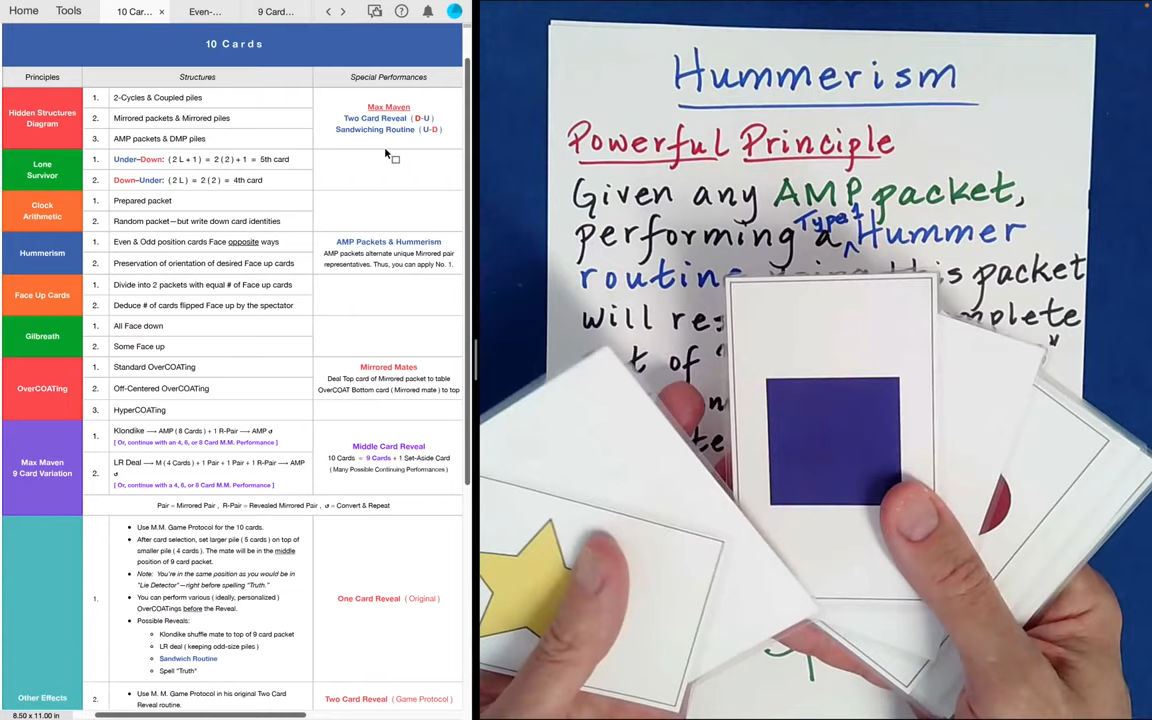 Home Tools 10 Car... × Even-... 9 Card...
10 Cards
Principles Structures Special Performances
Hidden Structures Diagram
1. 2-Cycles & Coupled piles
2. Mirrored packets & Mirrored piles
3. AMP packets & DMP piles
Max Maven
Two Card Reveal ( D-U )
Sandwiching Routine ( U-D )
Lone
Survivor
1. Under–Down: ( 2 L + 1 ) = 2 ( 2 ) + 1 = 5th card
2. Down–Under: ( 2 L ) = 2 ( 2 ) = 4th card
Clock
Arithmetic
1. Prepared packet
2. Random packet—but write down card identities
Hummerism
1. Even & Odd position cards Face opposite ways
2. Preservation of orientation of desired Face up cards
AMP Packets & Hummerism
AMP packets alternate unique Mirrored pair
representatives. Thus, you can apply No. 1.
Face Up Cards
1. Divide into 2 packets with equal # of Face up cards
2. Deduce # of cards flipped Face up by the spectator
Gilbreath
1. All Face down
2. Some Face up
OverCOATing
1. Standard OverCOATing
2. Off-Centered OverCOATing
3. HyperCOATing
Mirrored Mates
Deal Top card of Mirrored packet to table
OverCOAT Bottom card ( Mirrored mate ) to top
Max Maven
9 Card Variation
1. Klondike → AMP ( 8 Cards ) + 1 R-Pair → AMP ↺
[ Or, continue with an 4, 6, or 8 Card M.M. Performance ]
2. LR Deal → M ( 4 Cards ) + 1 Pair + 1 Pair + 1 R-Pair → AMP
↺
[ Or, continue with a 4, 6, or 8 Card M.M. Performance ]
Middle Card Reveal
10 Cards = 9 Cards + 1 Set-Aside Card
( Many Possible Continuing Performances )
Pair = Mirrored Pair , R-Pair = Revealed Mirrored Pair , ↺ = Convert & Repeat
Other Effects
1.
• Use M.M. Game Protocol for the 10 cards.
• After card selection, set larger pile ( 5 cards ) on top of
smaller pile ( 4 cards ). The mate will be in the middle
position of 9 card packet.
• Note: You're in the same position as you would be in
"Lie Detector"—right before spelling "Truth."
• You can perform various ( ideally, personalized )
OverCOATings before the Reveal.
• Possible Reveals:
○ Klondike shuffle mate to top of 9 card packet
○ LR deal ( keeping odd-size piles )
○ Sandwich Routine
○ Spell "Truth"
One Card Reveal ( Original )
2.
• Use M. M. Game Protocol in his original Two Card
Reveal routine.
Two Card Reveal ( Game Protocol )
8.50 x 11.00 in
Hummerism
Powerful Principle
Given any AMP packet,
performing a Type 1 Hummer
routine using this packet
will res mplete
t of